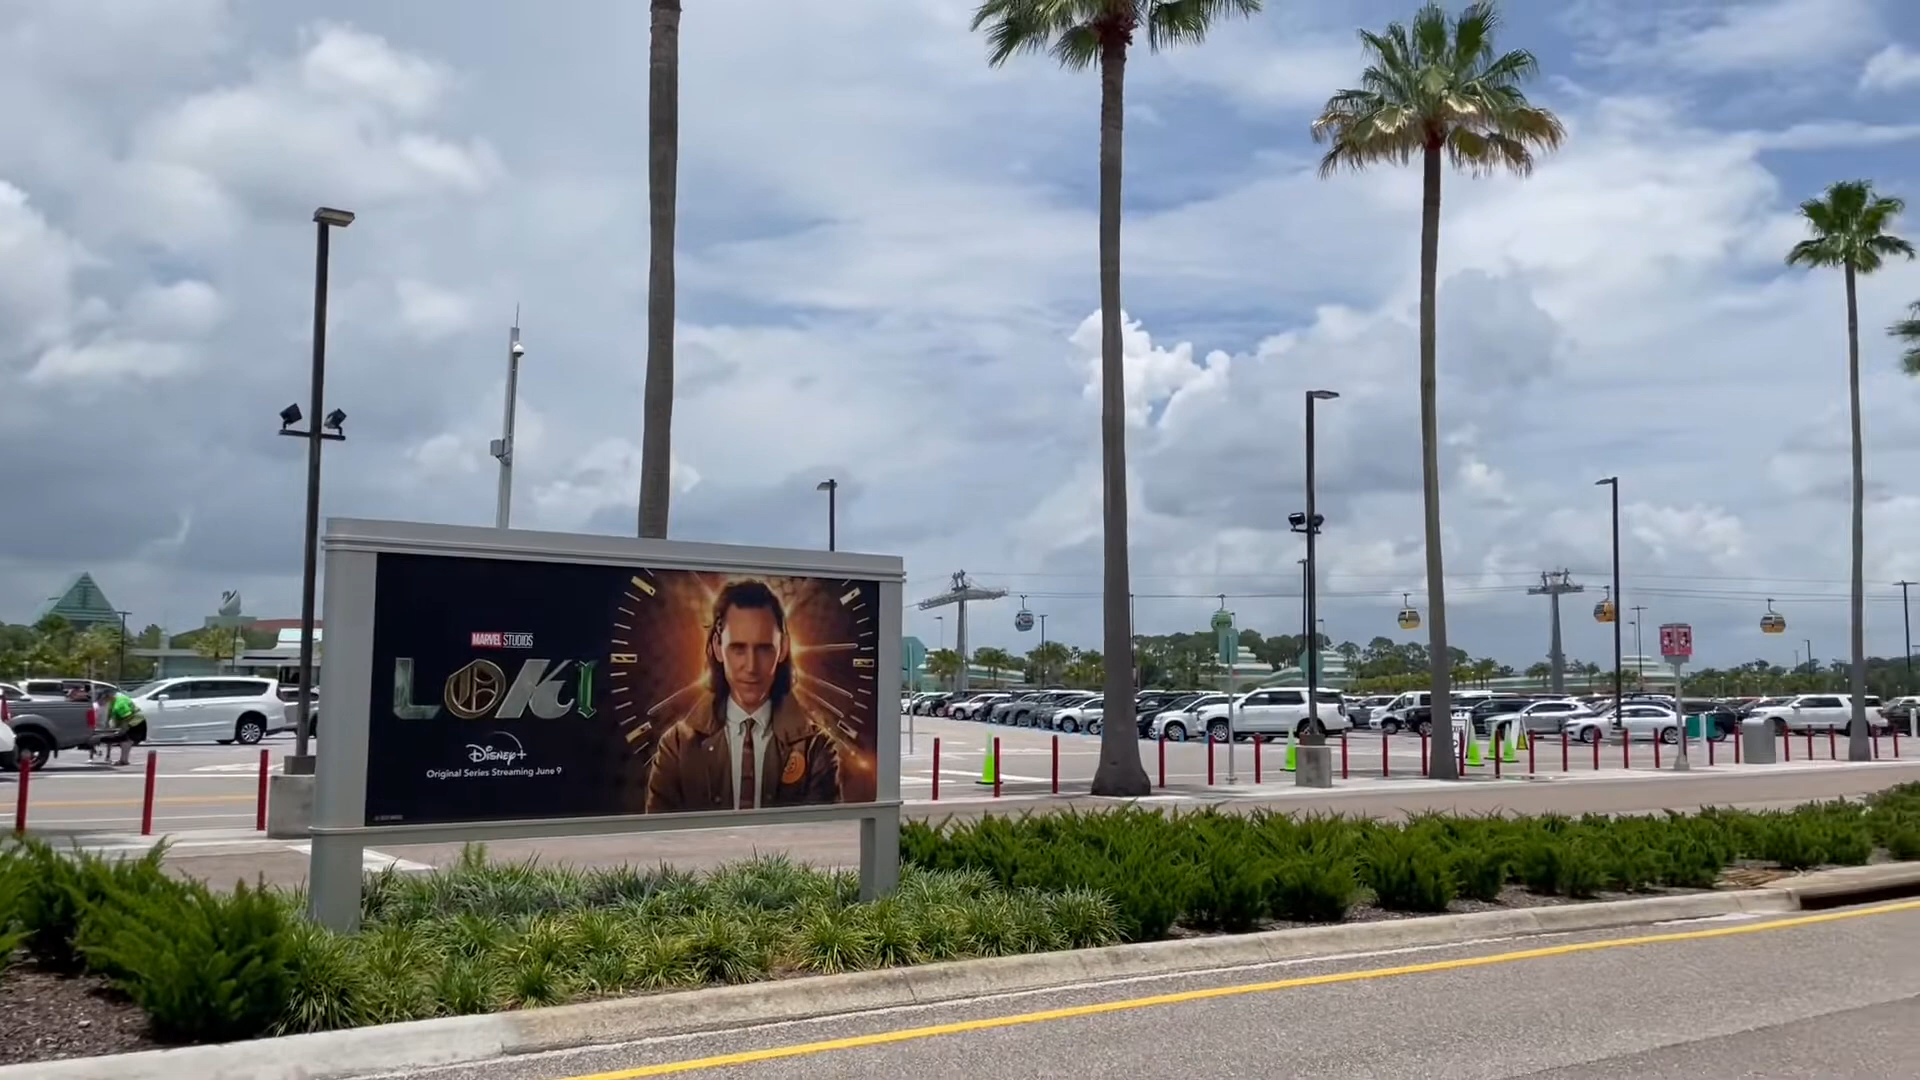 MARVEL STUDIOS
LOKI
Disney+
Original Series Streaming June 9